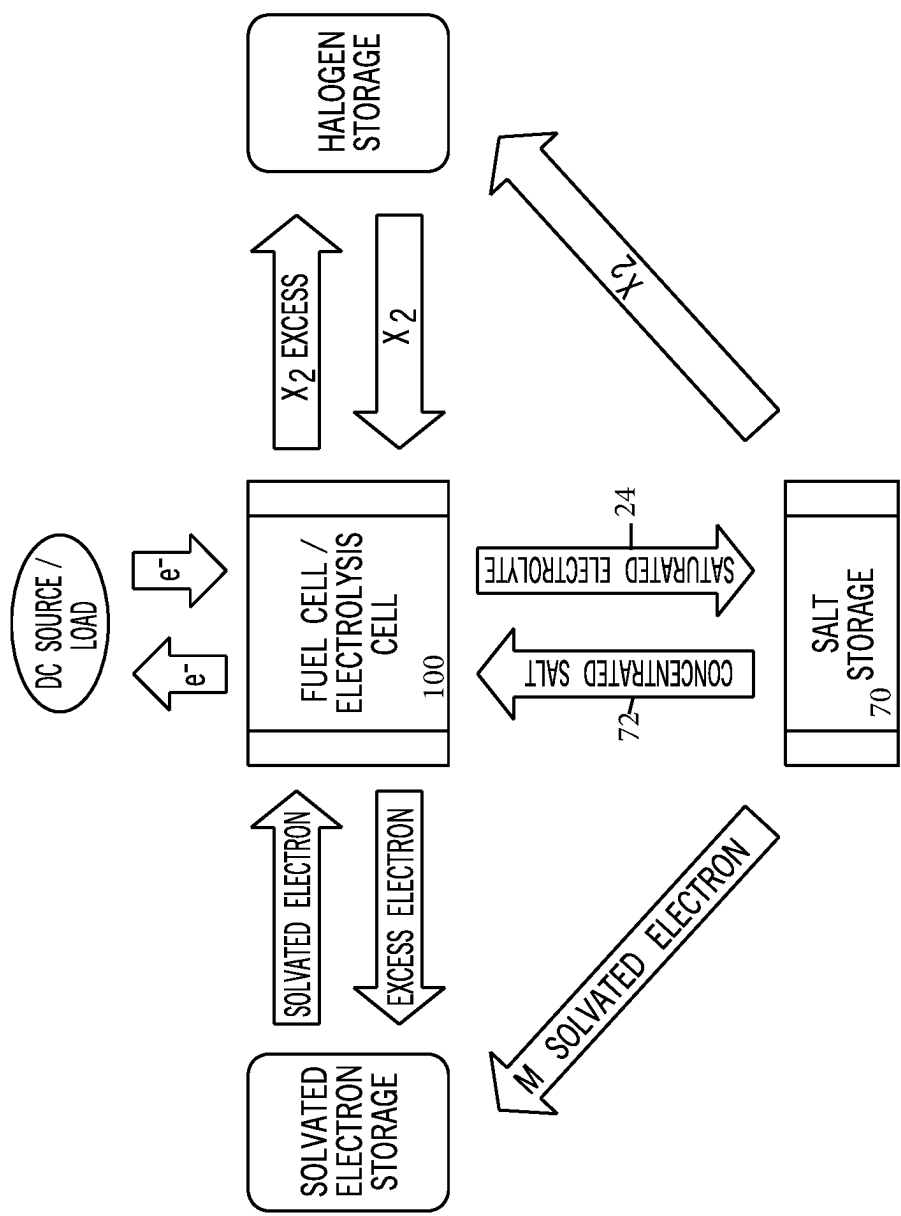 DC SOURCE /
LOAD
e-
e-
SOLVATED
ELECTRON
STORAGE
SOLVATED ELECTRON
EXCESS ELECTRON
FUEL CELL /
ELECTROLYSIS
CELL
100
X2 EXCESS
X2
HALOGEN
STORAGE
M SOLVATED ELECTRON
72
CONCENTRATED SALT
SATURATED ELECTROLYTE
24
X2
SALT
STORAGE
70